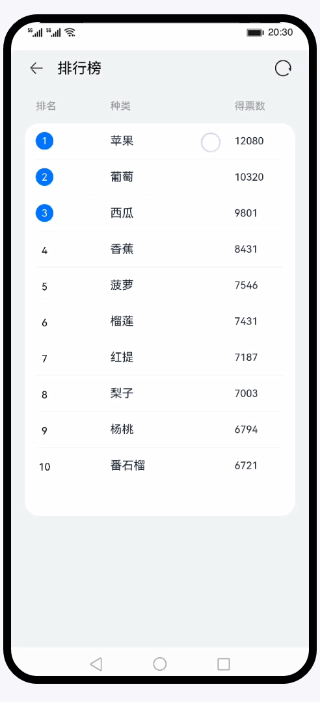 5G 5G 20:30
排行榜
排名 种类 得票数
1 苹果 12080
2 葡萄 10320
3 西瓜 9801
4 香蕉 8431
5 菠萝 7546
6 榴莲 7431
7 红提 7187
8 梨子 7003
9 杨桃 6794
10 番石榴 6721